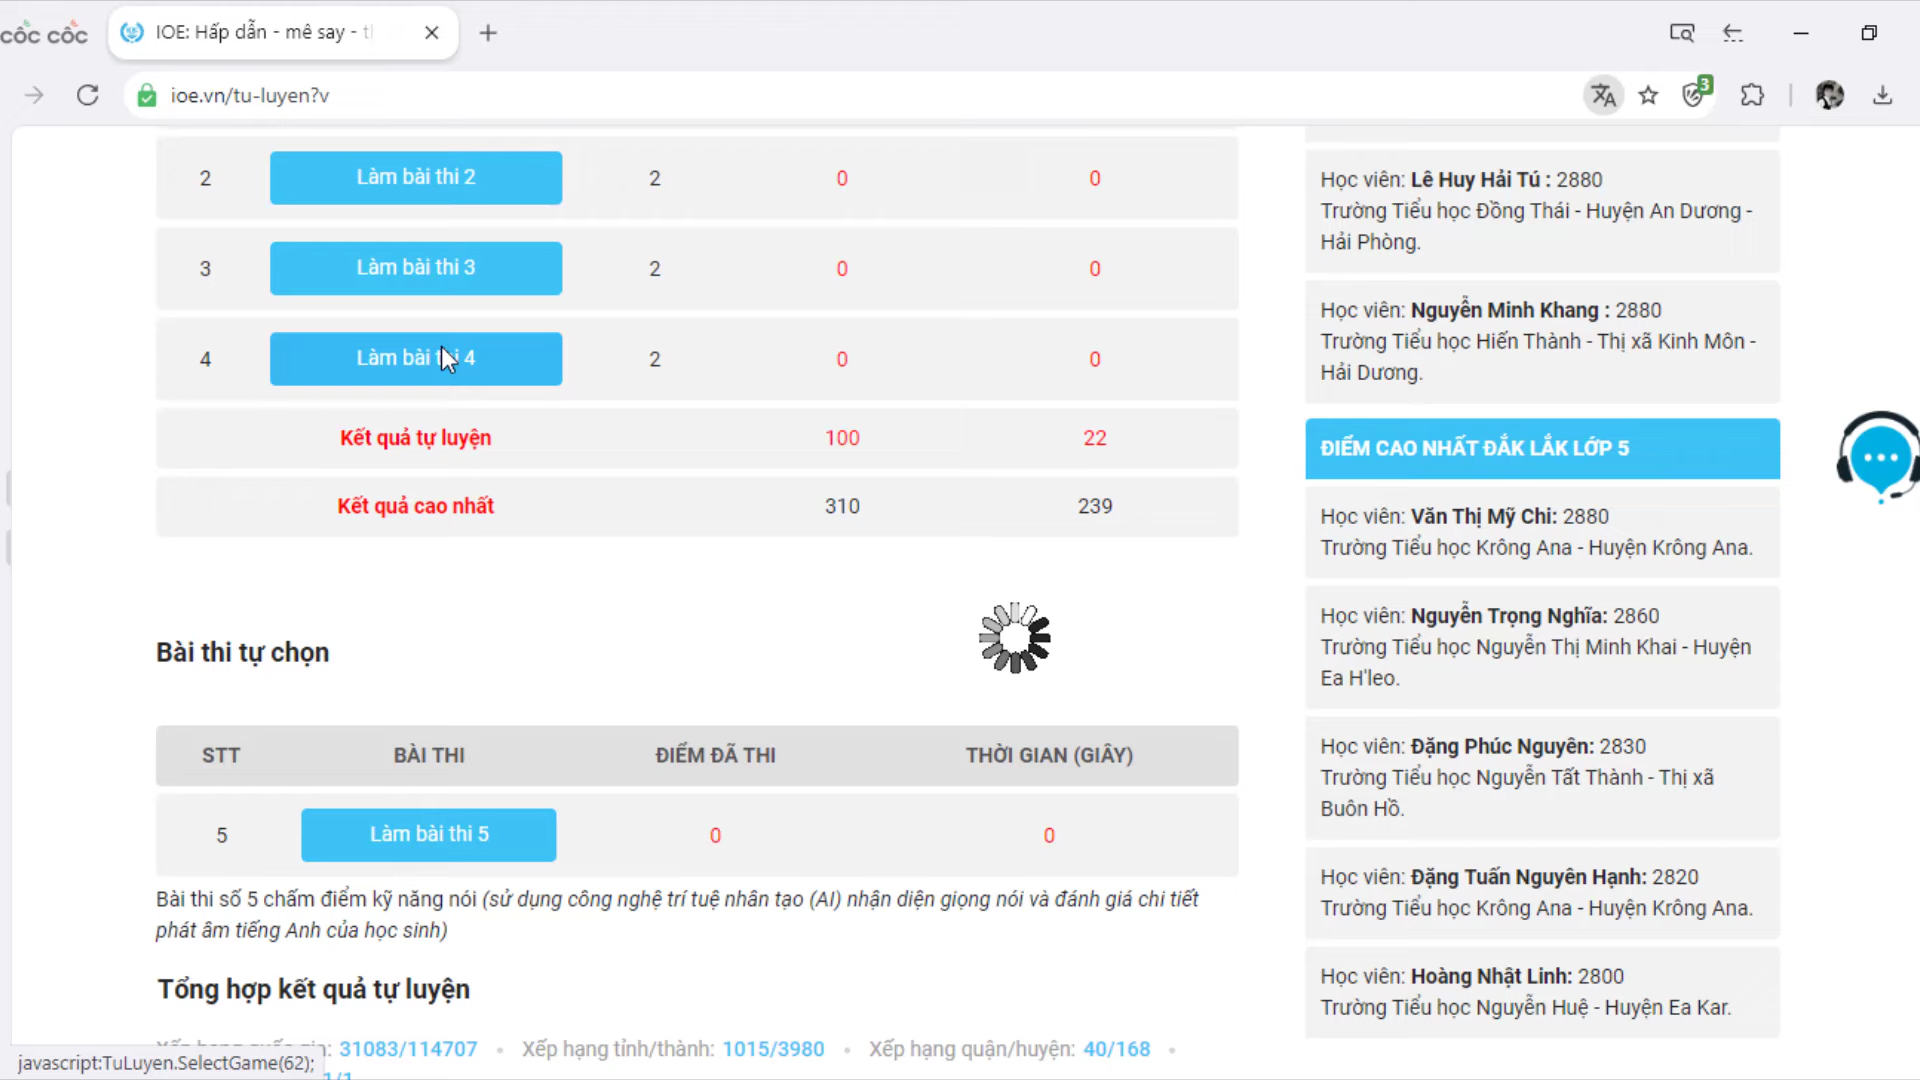 cốc cốc
IOE: Hấp dẫn - mê say - t
ioe.vn/tu-luyen?v
3
2 Làm bài thi 2 2 0 0
3 Làm bài thi 3 2 0 0
4 Làm bài thi 4 2 0 0
Kết quả tự luyện 100 22
Kết quả cao nhất 310 239
Bài thi tự chọn
STT BÀI THI ĐIỂM ĐÃ THI THỜI GIAN (GIÂY)
5 Làm bài thi 5 0 0
Bài thi số 5 chấm điểm kỹ năng nói (sử dụng công nghệ trí tuệ nhân tạo (AI) nhận diện giọng nói và đánh giá chi tiết
phát âm tiếng Anh của học sinh)
Tổng hợp kết quả tự luyện
Xếp hạng quốc gia: 31083/114707 • Xếp hạng tỉnh/thành: 1015/3980 • Xếp hạng quận/huyện: 40/168 •
1/1
javascript:TuLuyen.SelectGame(62);
Học viên: Lê Huy Hải Tú : 2880
Trường Tiểu học Đồng Thái - Huyện An Dương -
Hải Phòng.
Học viên: Nguyễn Minh Khang : 2880
Trường Tiểu học Hiến Thành - Thị xã Kinh Môn -
Hải Dương.
ĐIỂM CAO NHẤT ĐẮK LẮK LỚP 5
Học viên: Văn Thị Mỹ Chi: 2880
Trường Tiểu học Krông Ana - Huyện Krông Ana.
Học viên: Nguyễn Trọng Nghĩa: 2860
Trường Tiểu học Nguyễn Thị Minh Khai - Huyện
Ea H'leo.
Học viên: Đặng Phúc Nguyên: 2830
Trường Tiểu học Nguyễn Tất Thành - Thị xã
Buôn Hồ.
Học viên: Đặng Tuấn Nguyên Hạnh: 2820
Trường Tiểu học Krông Ana - Huyện Krông Ana.
Học viên: Hoàng Nhật Linh: 2800
Trường Tiểu học Nguyễn Huệ - Huyện Ea Kar.